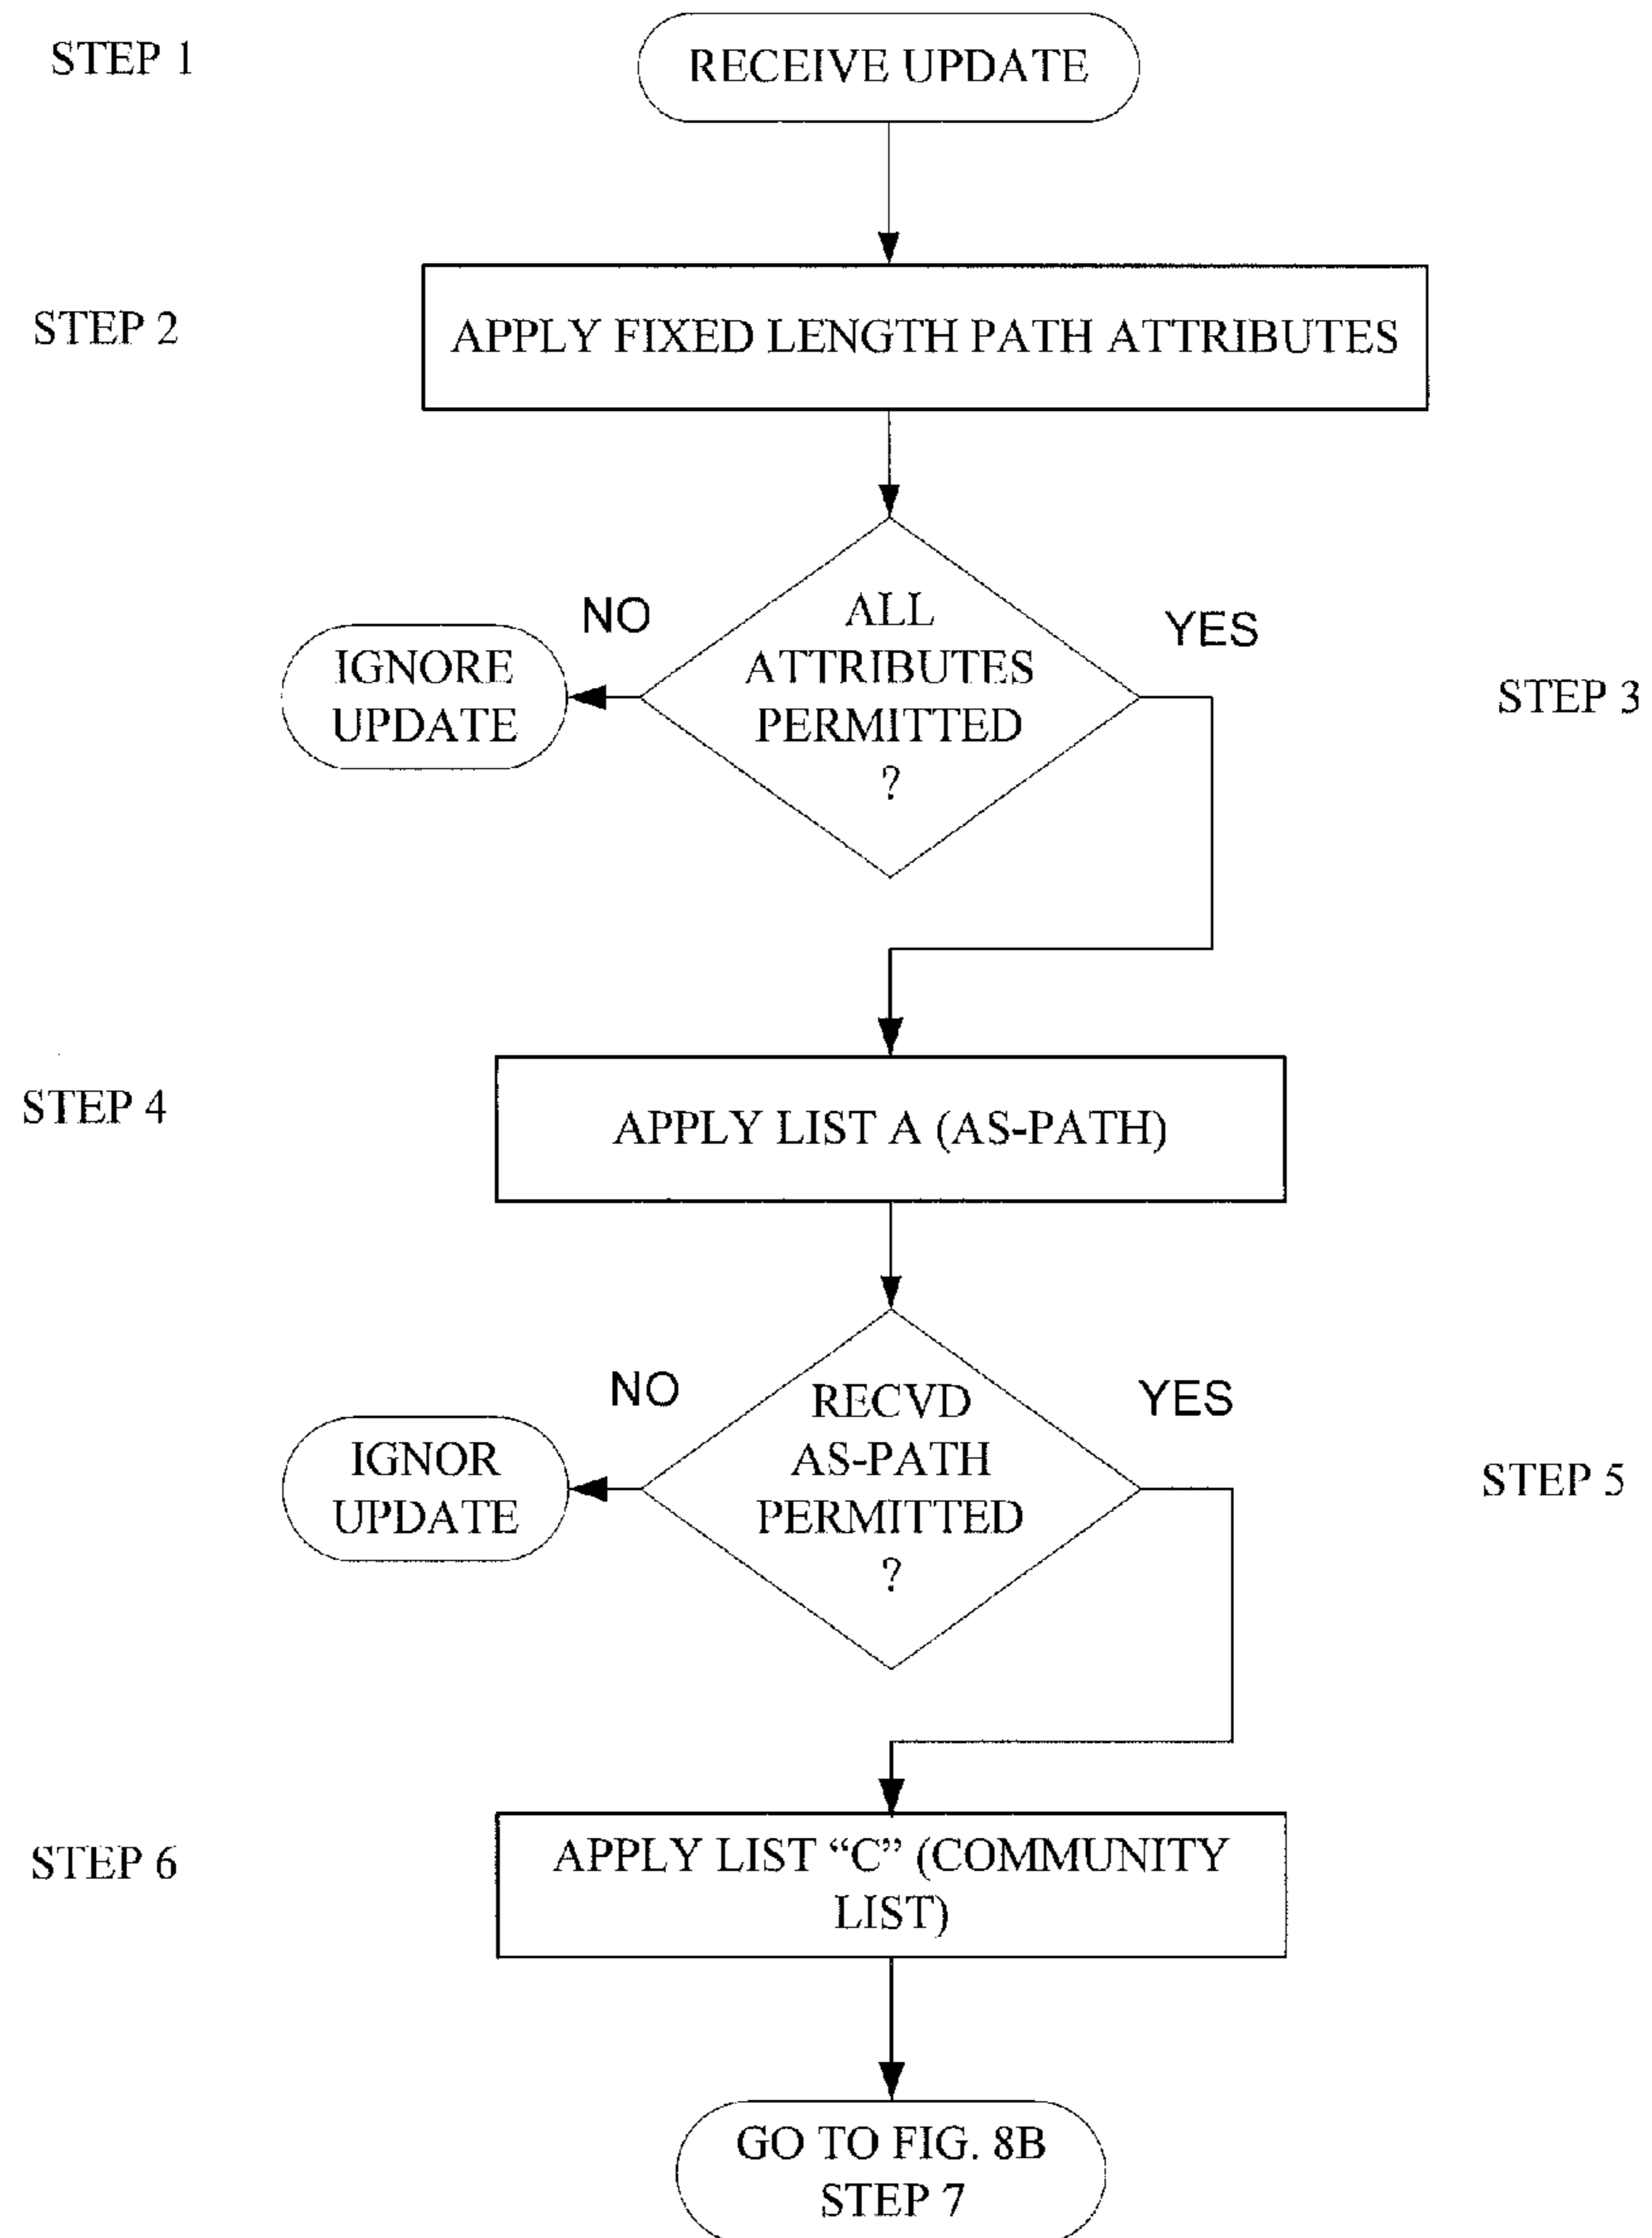 STEP 1
RECEIVE UPDATE
STEP 2
APPLY FIXED LENGTH PATH ATTRIBUTES
NO
ALL
ATTRIBUTES
PERMITTED
?
YES
IGNORE
UPDATE
STEP 3
STEP 4
APPLY LIST A (AS-PATH)
NO
RECVD
AS-PATH
PERMITTED
?
YES
IGNOR
UPDATE
STEP 5
STEP 6
APPLY LIST “C” (COMMUNITY
LIST)
GO TO FIG. 8B
STEP 7